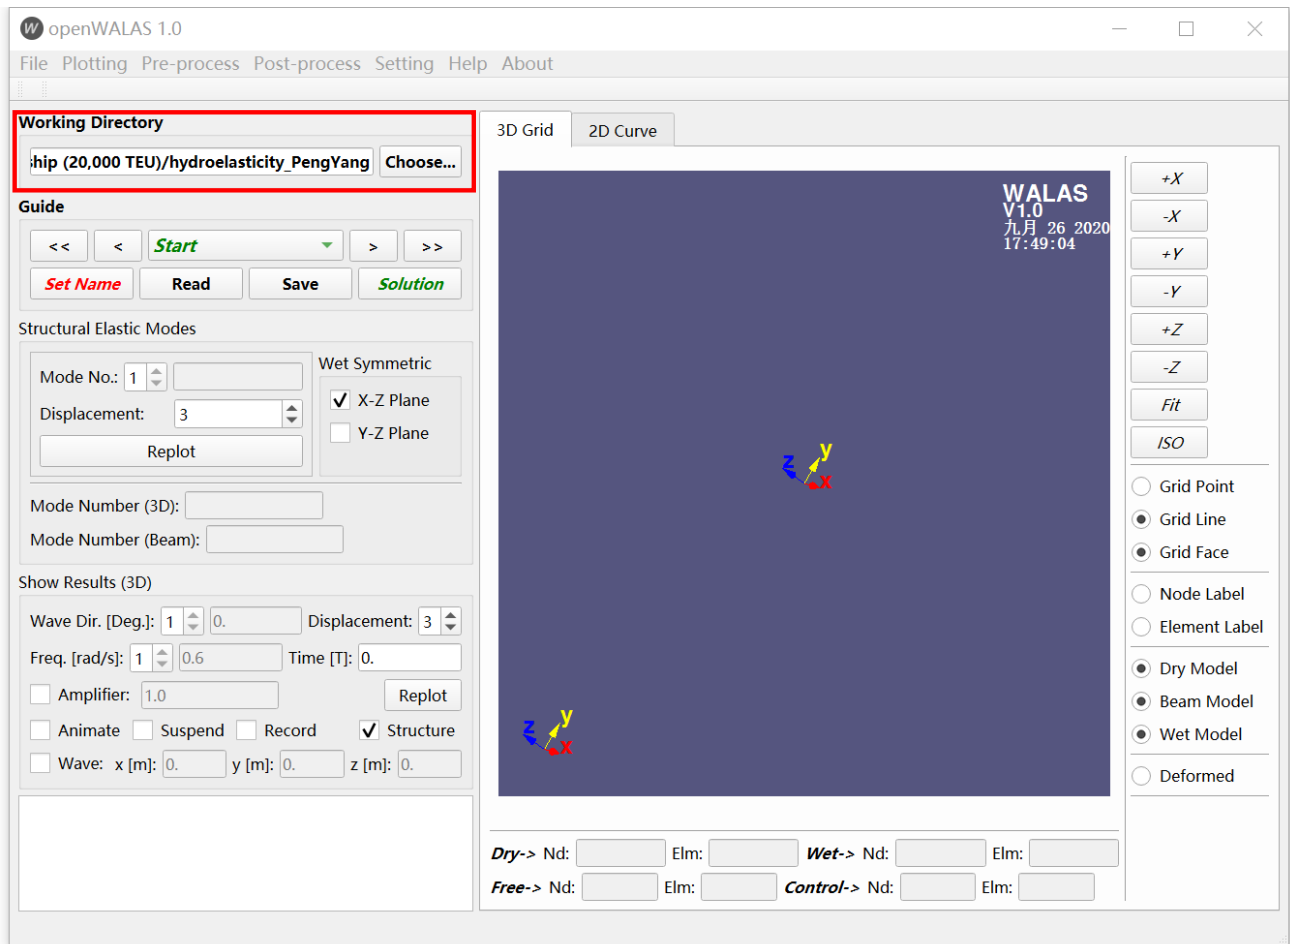 W openWALAS 1.0
File Plotting Pre-process Post-process Setting Help About
Working Directory
ship (20,000 TEU)/hydroelasticity_PengYang Choose...
Guide
<< < Start > >>
Set Name Read Save Solution
Structural Elastic Modes
Mode No.: 1
Displacement: 3
Replot
Wet Symmetric
X-Z Plane
Y-Z Plane
Mode Number (3D):
Mode Number (Beam):
Show Results (3D)
Wave Dir. [Deg.]: 1 0. Displacement: 3
Freq. [rad/s]: 1 0.6 Time [T]: 0.
Amplifier: 1.0 Replot
Animate Suspend Record Structure
Wave: x [m]: 0. y [m]: 0. z [m]: 0.
3D Grid 2D Curve
WALAS
V1.0
九月 26 2020
17:49:04
z y x
z y x
+X
-X
+Y
-Y
+Z
-Z
Fit
ISO
Grid Point
Grid Line
Grid Face
Node Label
Element Label
Dry Model
Beam Model
Wet Model
Deformed
Dry-> Nd: Elm: Wet-> Nd: Elm:
Free-> Nd: Elm: Control-> Nd: Elm: